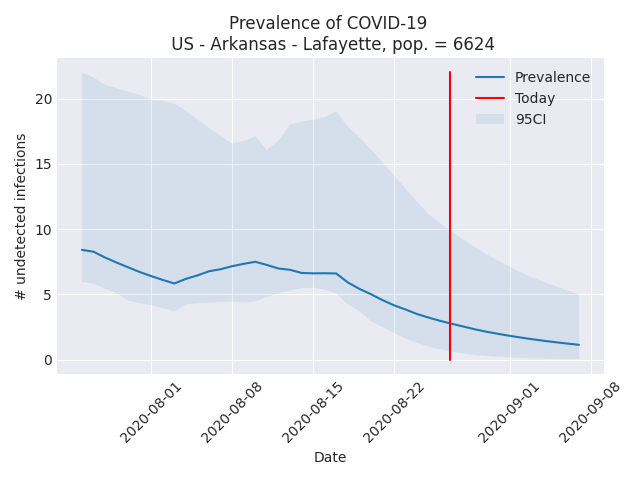 Prevalence of COVID-19
US - Arkansas - Lafayette, pop. = 6624
Prevalence
Today
95CI
# undetected infections
20
15
10
5
0
2020-08-01
2020-08-08
2020-08-15
2020-08-22
2020-09-01
2020-09-08
Date